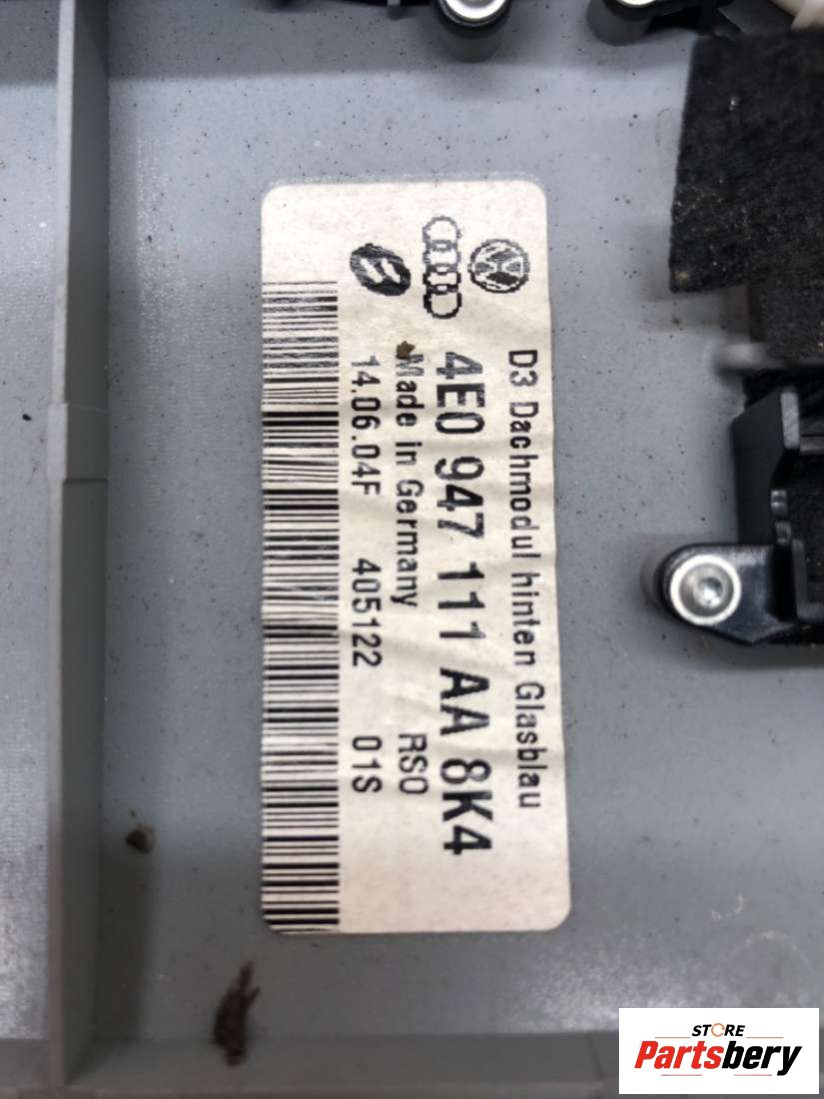 D3 Dachmodul hinten Glasblau
4E0 947 111 AA 8K4
Made in Germany RS0
14.06.04F 405122 01S
STORE
Partsbery